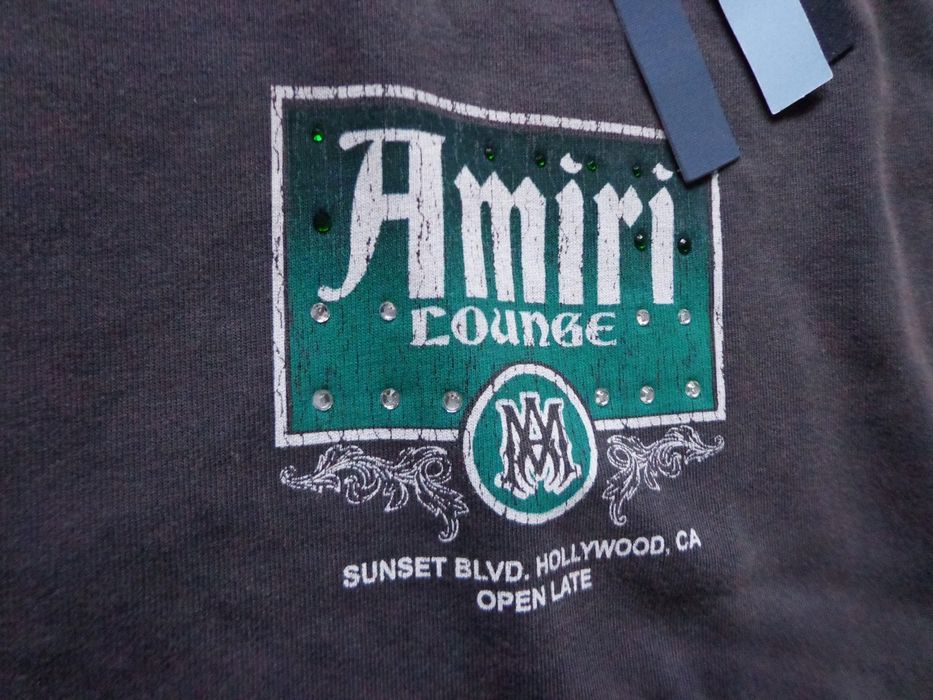 Amiri
LOUNGE
MA
SUNSET BLVD. HOLLYWOOD, CA
OPEN LATE